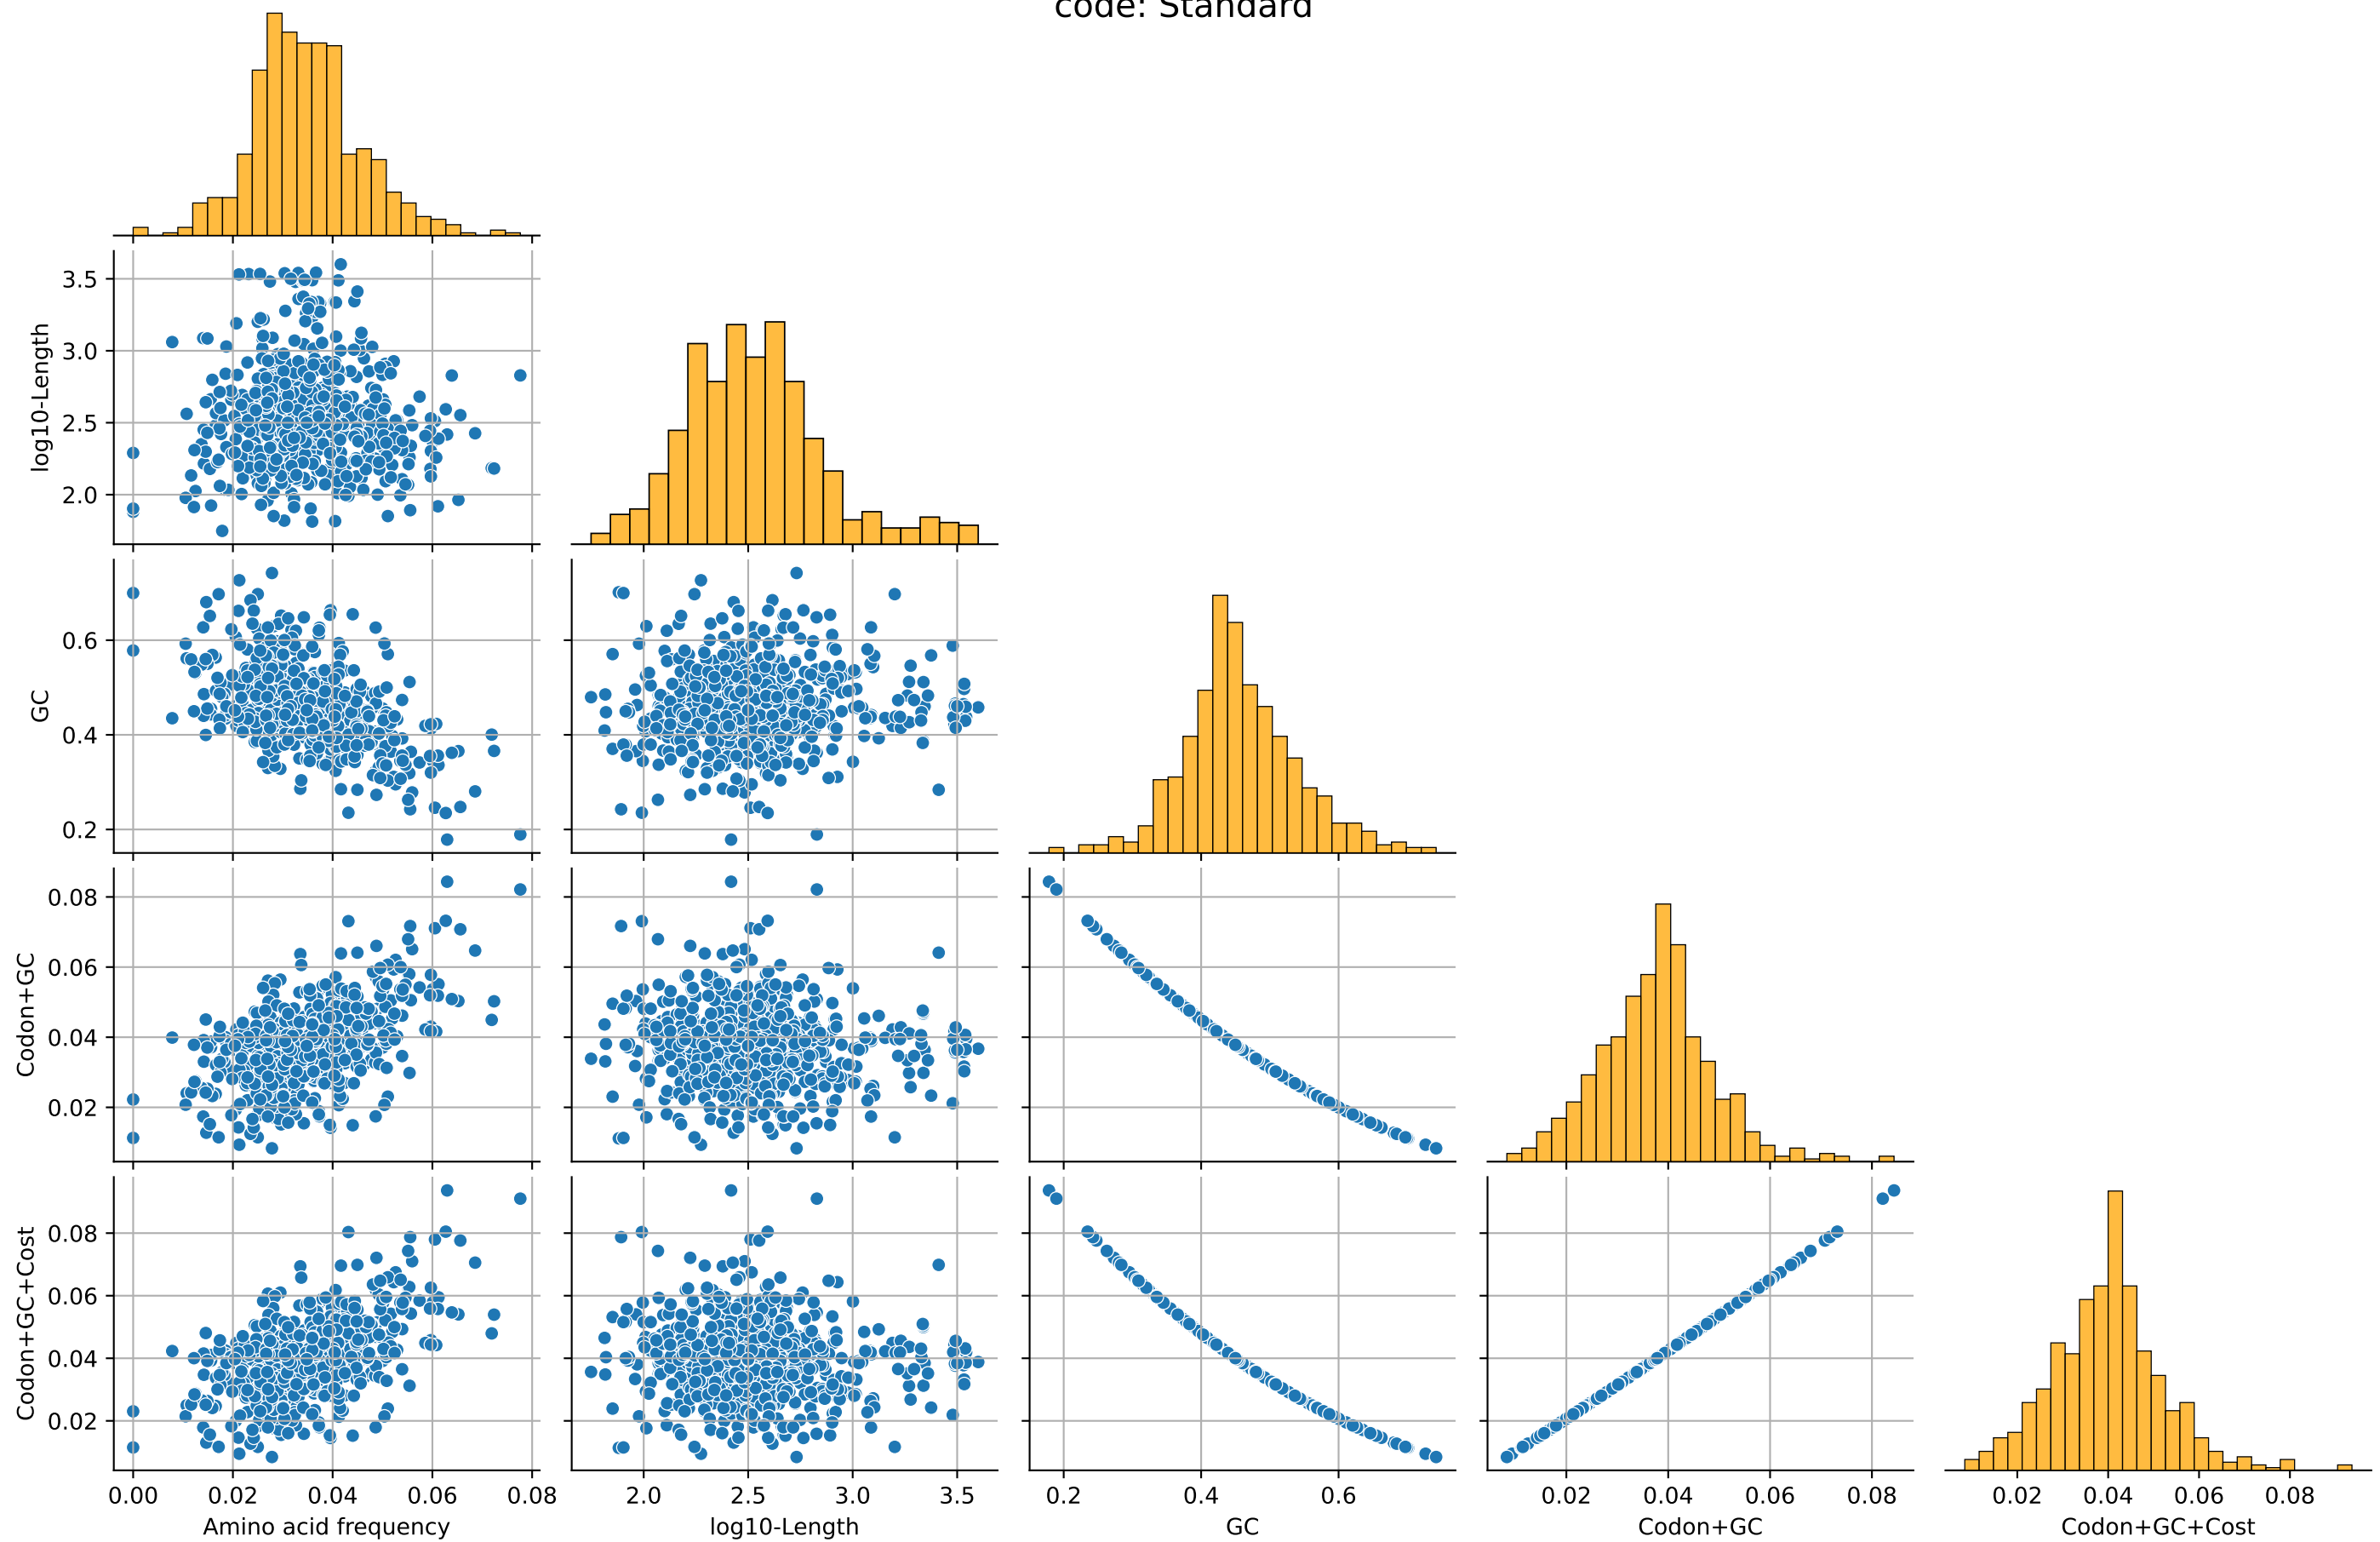 code: Standard
3.5
3.0
2.5
2.0
log10-Length
0.6
0.4
0.2
GC
0.08
0.06
0.04
0.02
Codon+GC
0.08
0.06
0.04
0.02
Codon+GC+Cost
0.00 0.02 0.04 0.06 0.08
2.0 2.5 3.0 3.5
0.2 0.4 0.6
0.02 0.04 0.06 0.08
0.02 0.04 0.06 0.08
Amino acid frequency
log10-Length
GC
Codon+GC
Codon+GC+Cost